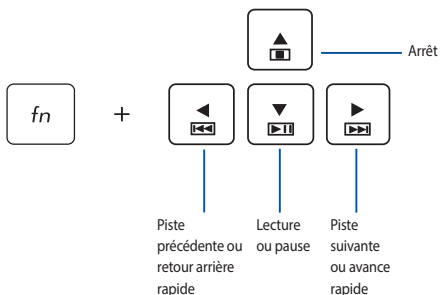 Arrêt
fn
+
Piste
précédente ou
retour arrière
rapide
Lecture
ou pause
Piste
suivante
ou avance
rapide